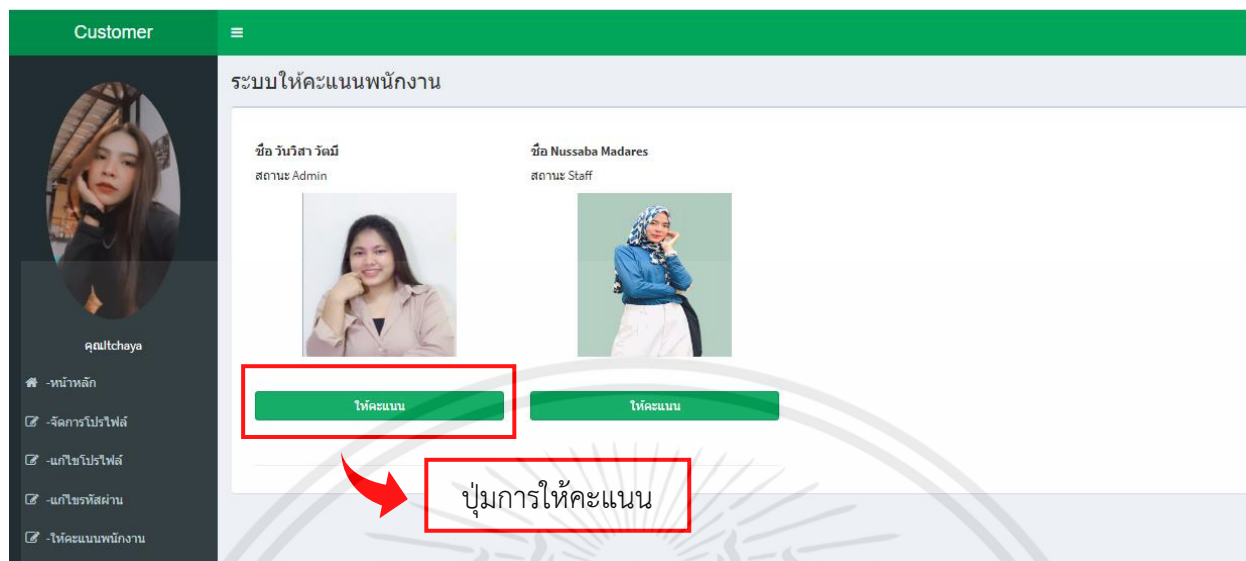 Customer
ระบบให้คะแนนพนักงาน
ชื่อ วันวิสา วัตมี
สถานะ Admin
ชื่อ Nussaba Madares
สถานะ Staff
คุณItchaya
-หน้าหลัก
-จัดการโปรไฟล์
-แก้ไขโปรไฟล์
-แก้ไขรหัสผ่าน
-ให้คะแนนพนักงาน
ให้คะแนน
ให้คะแนน
ปุ่มการให้คะแนน